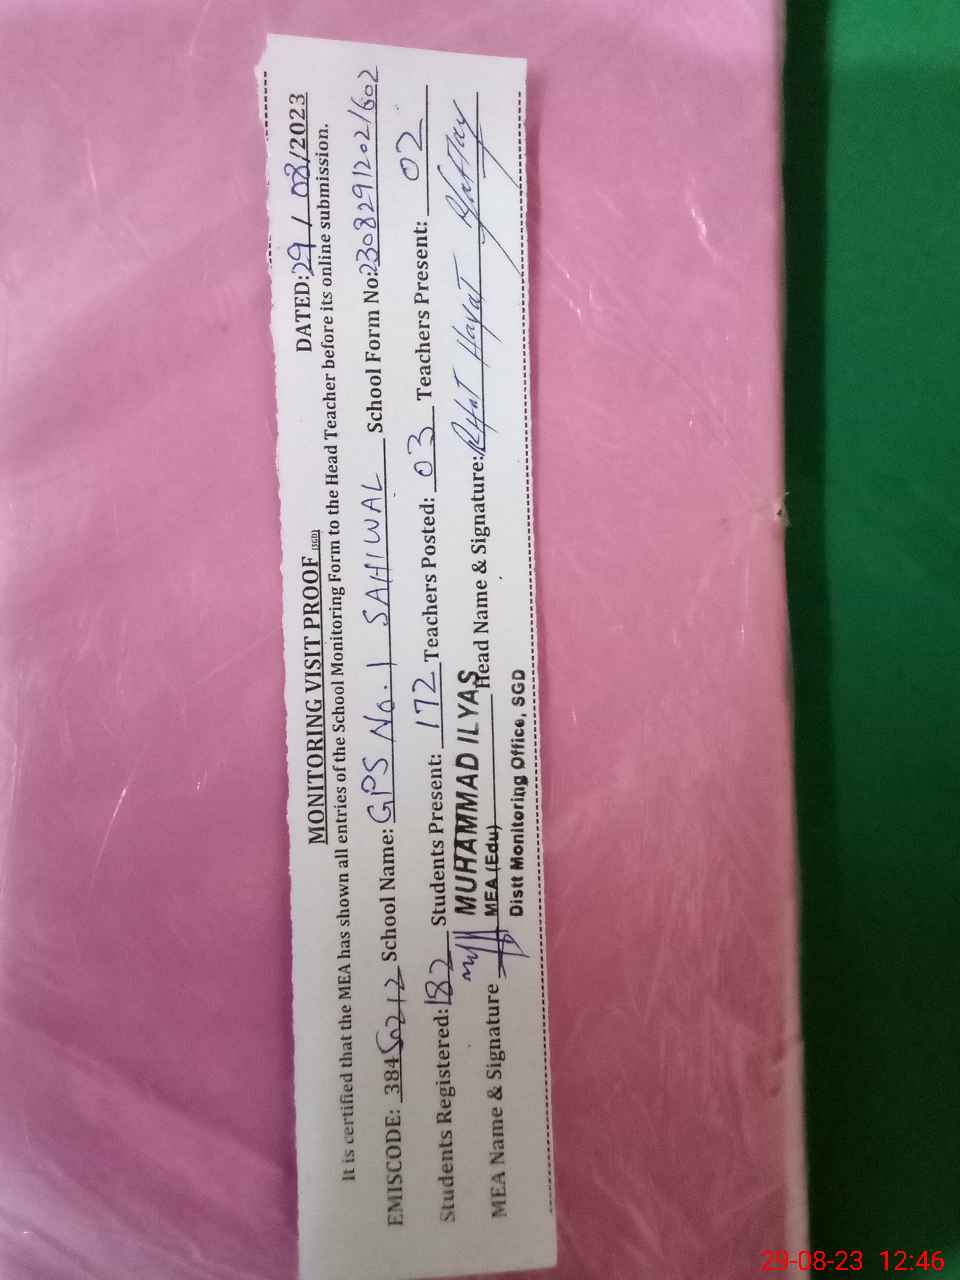 MONITORING VISIT PROOF (SGD) DATED: 29 / 08/2023
It is certified that the MEA has shown all entries of the School Monitoring Form to the Head Teacher before its online submission.
EMISCODE: 38450212 School Name: GPS No. 1 SAHIWAL School Form No: 23082912021602
Students Registered: 182 Students Present: 172 Teachers Posted: 03 Teachers Present: 02
MUHAMMAD ILYAS
MEA Name & Signature MEA (Edu) Head Name & Signature: Riffat Hayat
Distt Monitoring Office, SGD
29-08-23 12:46